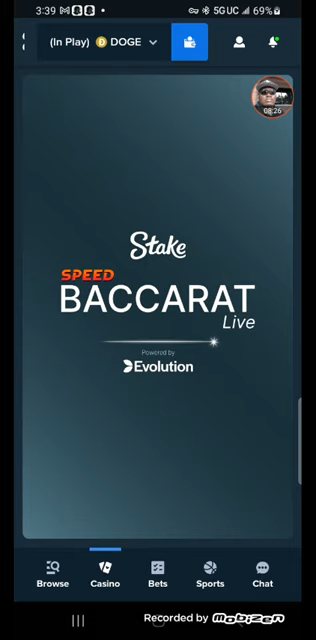 3:39 5G UC 69%
(In Play) DOGE
08:26
Stake
SPEED
BACCARAT
Live
Powered by
Evolution
Browse Casino Bets Sports Chat
Recorded by mobizen